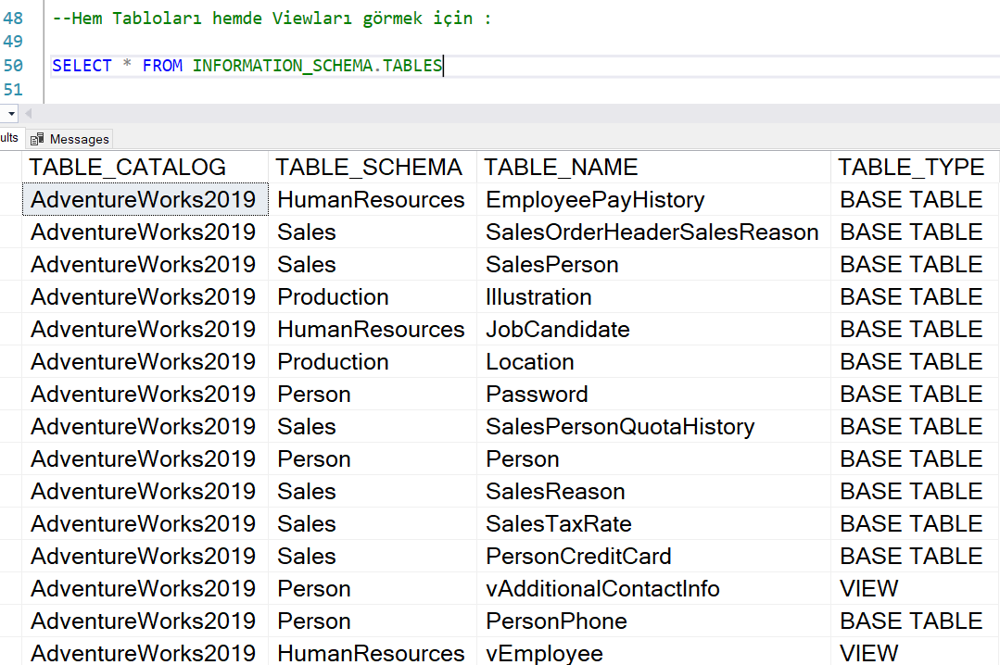 48 --Hem Tabloları hemde Viewları görmek için :
49
50 SELECT * FROM INFORMATION_SCHEMA.TABLES
51
ults Messages
TABLE_CATALOG TABLE_SCHEMA TABLE_NAME TABLE_TYPE
AdventureWorks2019 HumanResources EmployeePayHistory BASE TABLE
AdventureWorks2019 Sales SalesOrderHeaderSalesReason BASE TABLE
AdventureWorks2019 Sales SalesPerson BASE TABLE
AdventureWorks2019 Production Illustration BASE TABLE
AdventureWorks2019 HumanResources JobCandidate BASE TABLE
AdventureWorks2019 Production Location BASE TABLE
AdventureWorks2019 Person Password BASE TABLE
AdventureWorks2019 Sales SalesPersonQuotaHistory BASE TABLE
AdventureWorks2019 Person Person BASE TABLE
AdventureWorks2019 Sales SalesReason BASE TABLE
AdventureWorks2019 Sales SalesTaxRate BASE TABLE
AdventureWorks2019 Sales PersonCreditCard BASE TABLE
AdventureWorks2019 Person vAdditionalContactInfo VIEW
AdventureWorks2019 Person PersonPhone BASE TABLE
AdventureWorks2019 HumanResources vEmployee VIEW